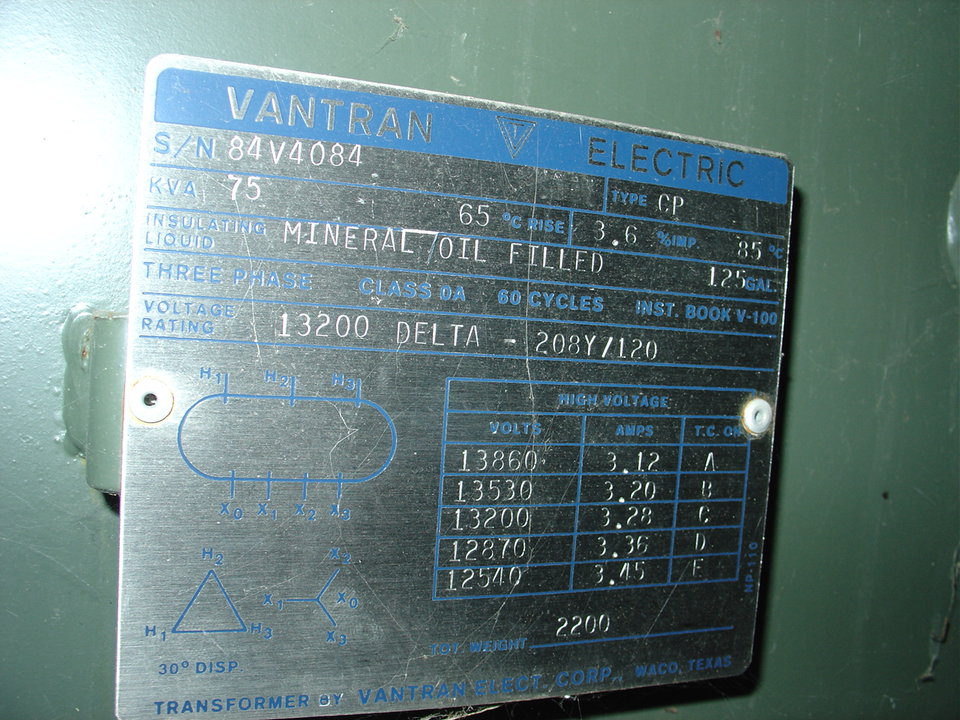 VANTRAN T ELECTRIC
S/N 84V4084
TYPE CP
KVA 75 65 °C RISE 3.6 % IMP. 85 °C
INSULATING LIQUID MINERAL OIL FILLED 125 GAL.
THREE PHASE CLASS OA 60 CYCLES INST. BOOK V-100
VOLTAGE RATING 13200 DELTA - 208Y/120
H1 H2 H3
X0 X1 X2 X3
HIGH VOLTAGE
VOLTS AMPS T.C. ON
13860 3.12 A
13530 3.20 B
13200 3.28 C
12870 3.36 D
12540 3.45 E
NP-110
H2 X2
X1 X0
H1 H3 X3
30° DISP.
TOT. WEIGHT 2200
TRANSFORMER BY VANTRAN ELECT. CORP., WACO, TEXAS